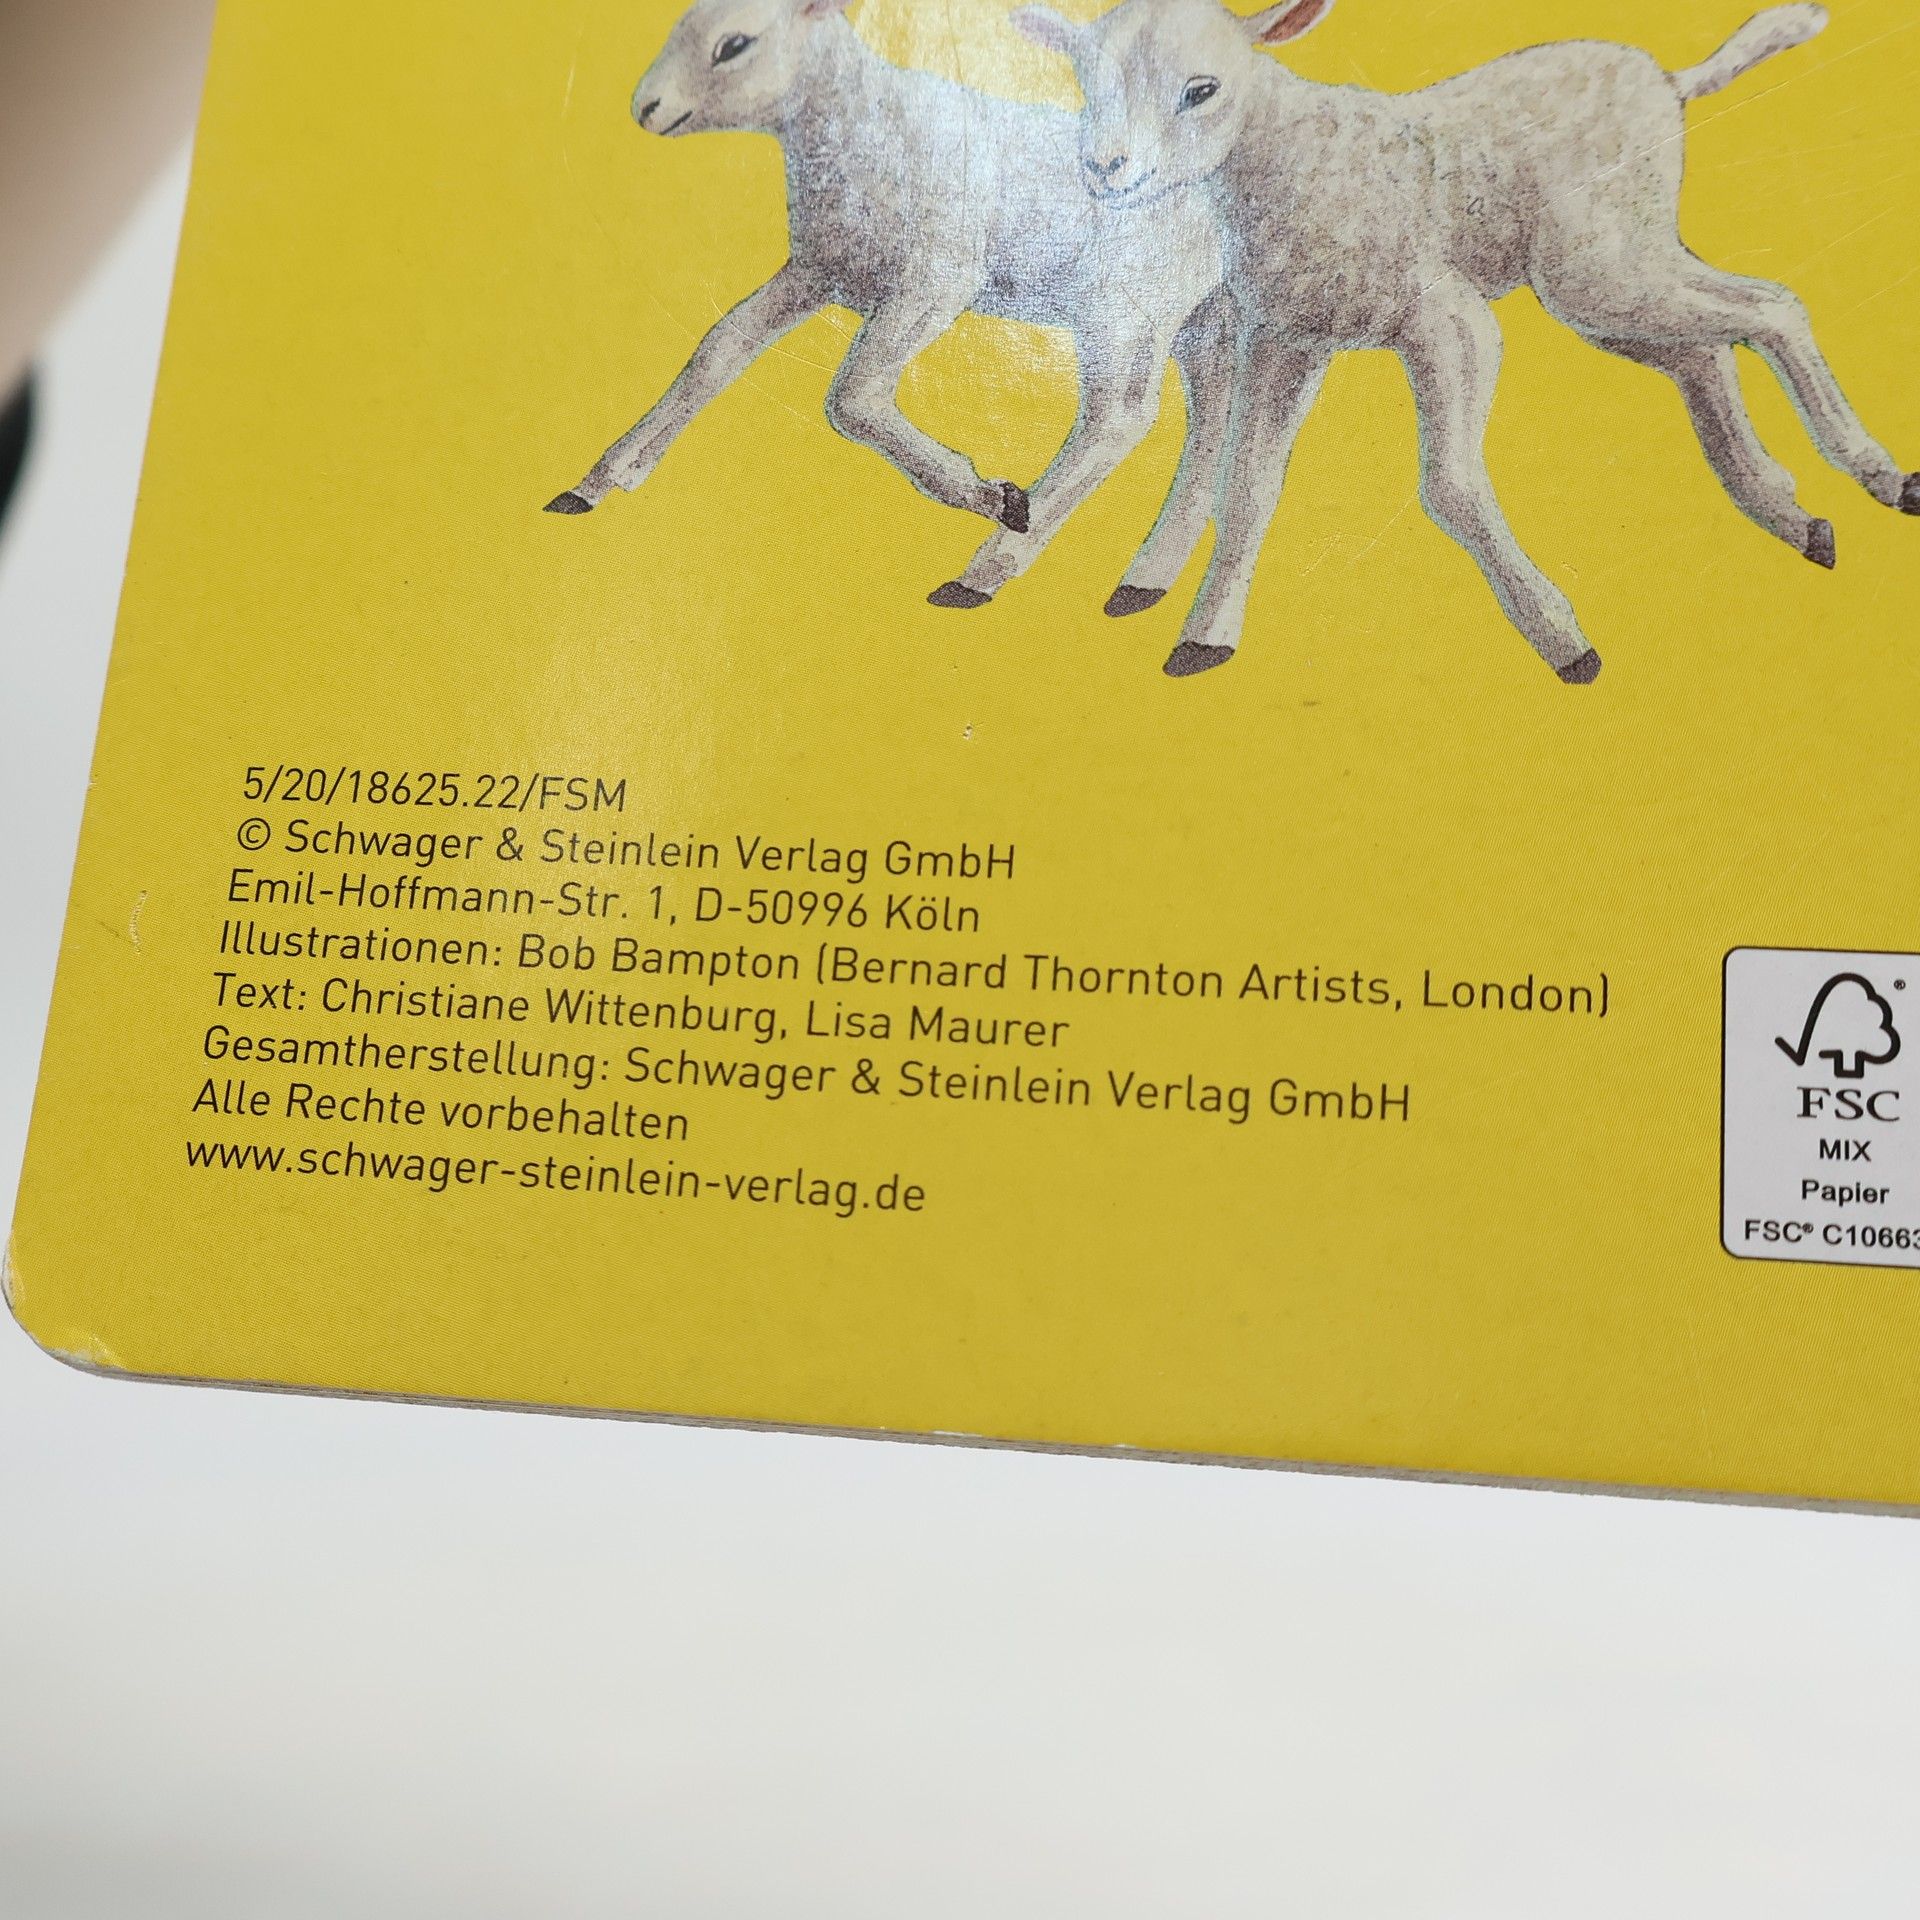 5/20/18625.22/FSM
© Schwager & Steinlein Verlag GmbH
Emil-Hoffmann-Str. 1, D-50996 Köln
Illustrationen: Bob Bampton (Bernard Thornton Artists, London)
Text: Christiane Wittenburg, Lisa Maurer
Gesamtherstellung: Schwager & Steinlein Verlag GmbH
Alle Rechte vorbehalten
www.schwager-steinlein-verlag.de
®
FSC
MIX
Papier
FSC® C10663